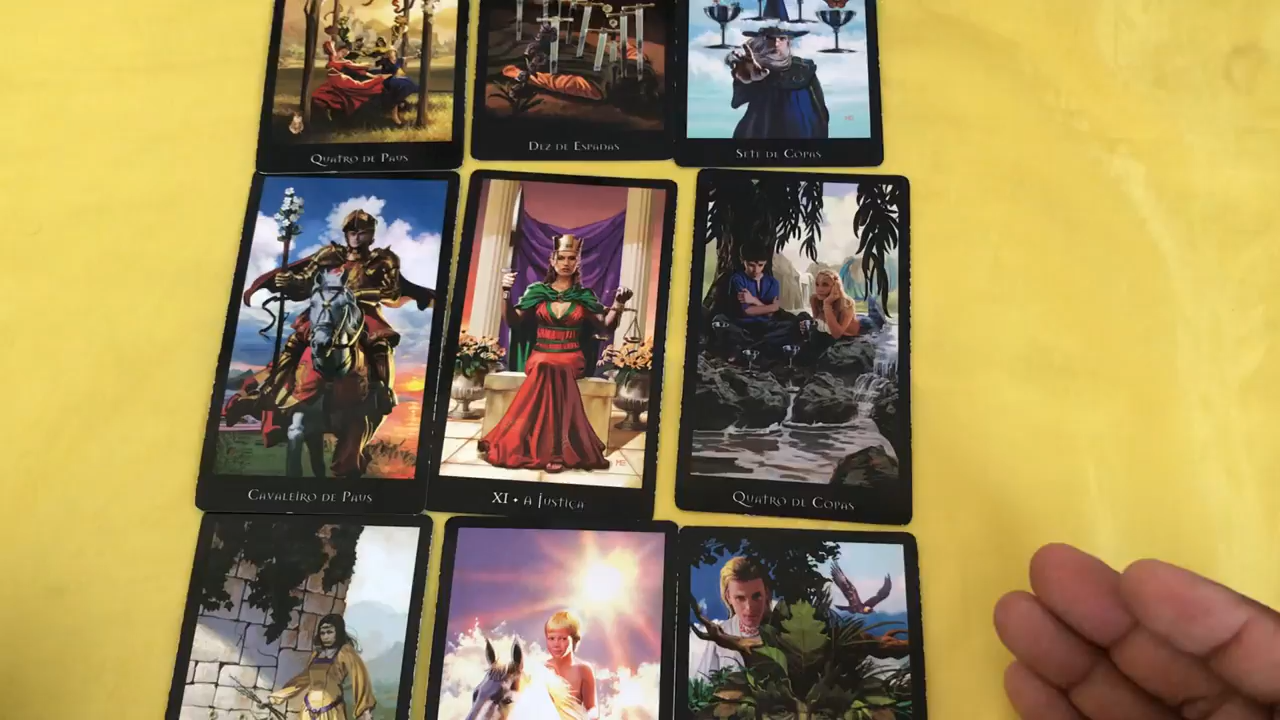 Quatro de Paus
Dez de Espadas
Sete de Copas
Cavaleiro de Paus
XI • A Justiça
Quatro de Copas